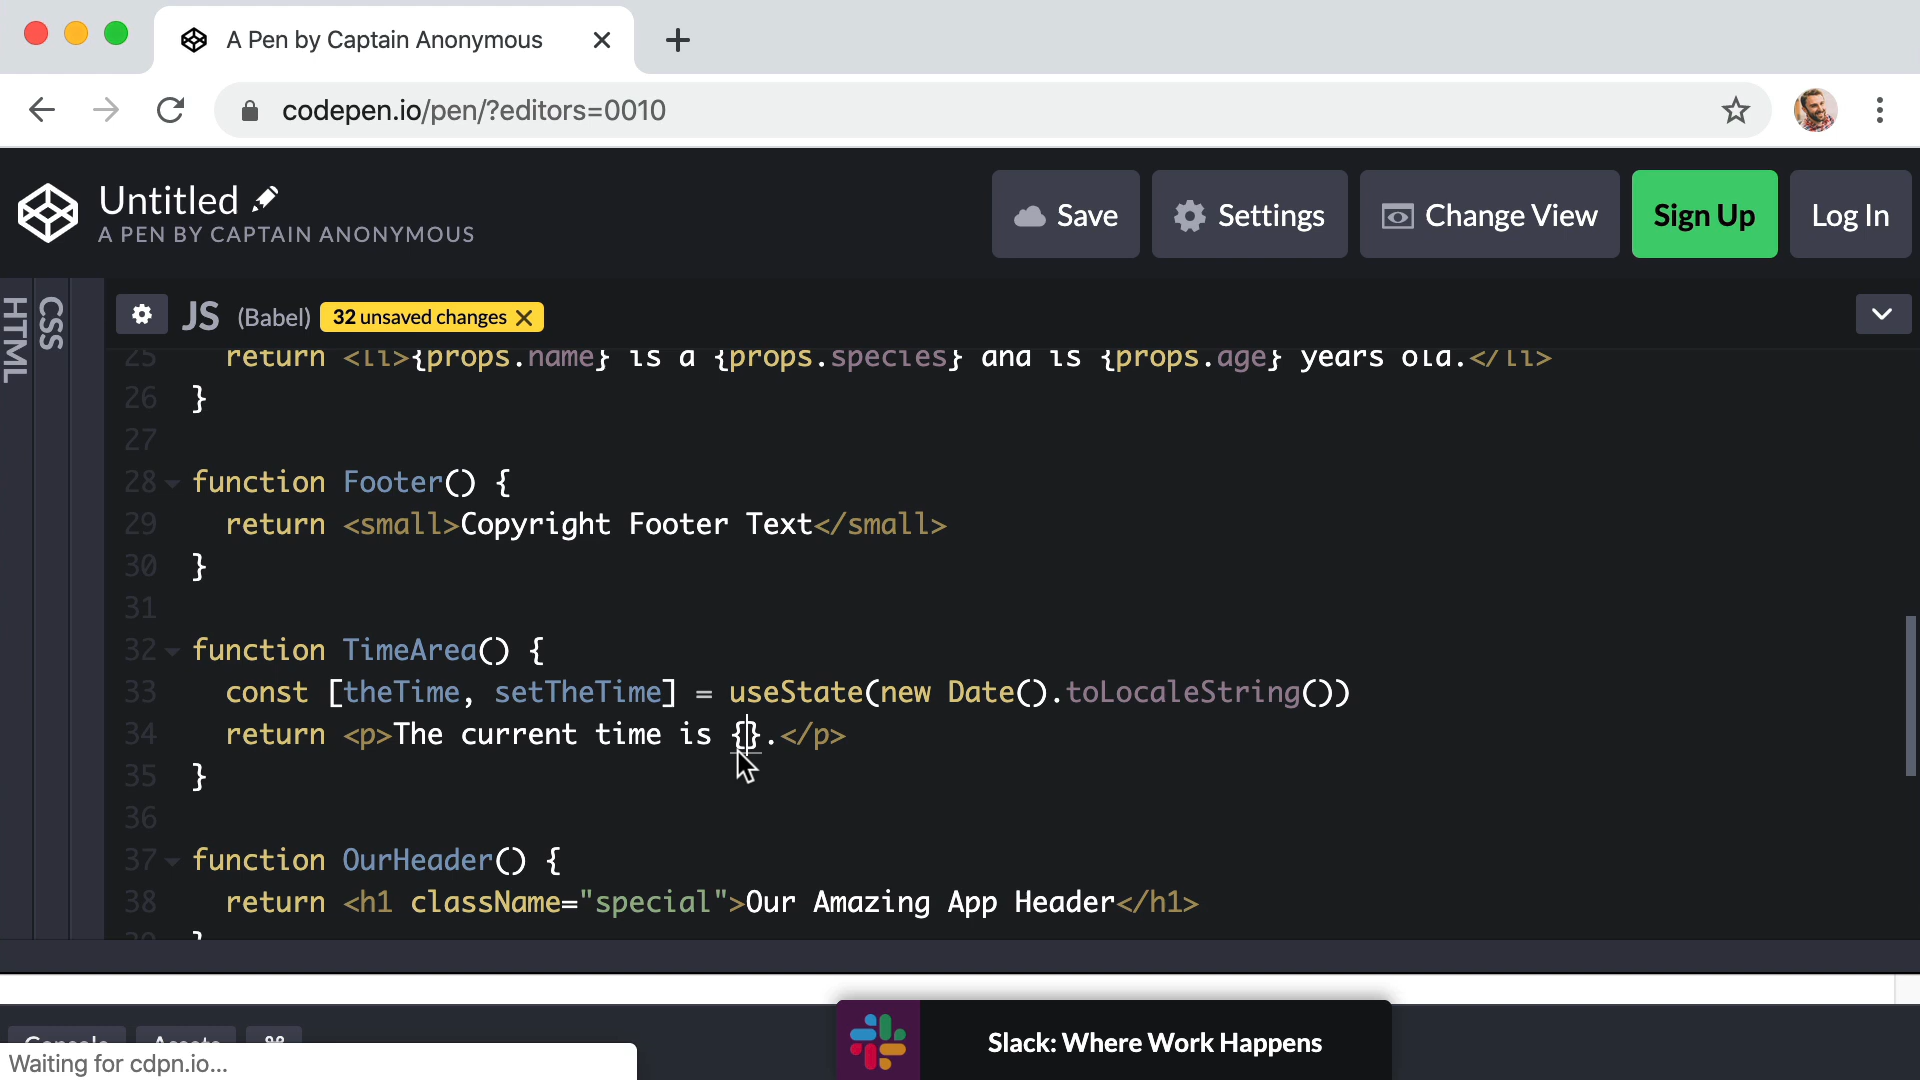 A Pen by Captain Anonymous
codepen.io/pen/?editors=0010
Untitled
A PEN BY CAPTAIN ANONYMOUS
Save
Settings
Change View
Sign Up
Log In
HTML
CSS
JS (Babel) 32 unsaved changes
25 return <li>{props.name} is a {props.species} and is {props.age} years old.</li>
26 }
27
28 function Footer() {
29 return <small>Copyright Footer Text</small>
30 }
31
32 function TimeArea() {
33 const [theTime, setTheTime] = useState(new Date().toLocaleString())
34 return <p>The current time is {}.</p>
35 }
36
37 function OurHeader() {
38 return <h1 className="special">Our Amazing App Header</h1>
39 }
Console Assets ⌘
Waiting for cdpn.io...
Slack: Where Work Happens